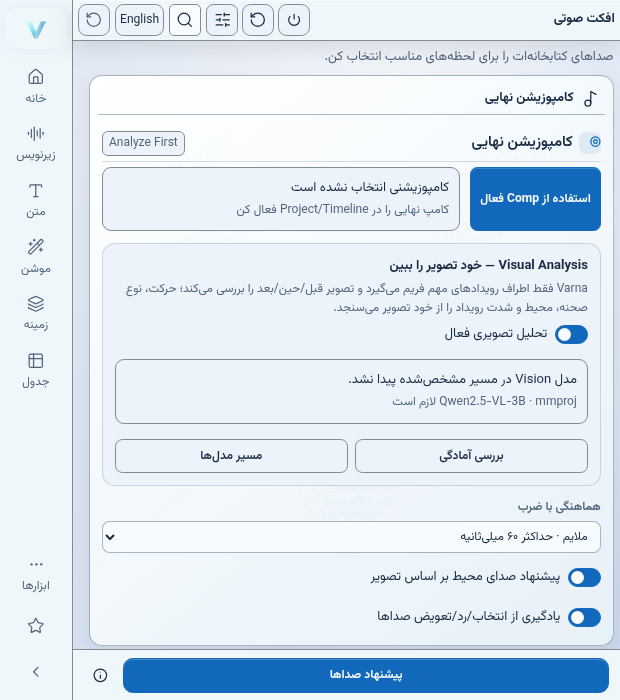 افکت صوتی
English
صداهای کتابخانه‌ات را برای لحظه‌های مناسب انتخاب کن.
کامپوزیشن نهایی
کامپوزیشن نهایی
Analyze First
استفاده از Comp فعال
کامپوزیشنی انتخاب نشده است
کامپ نهایی را در Project/Timeline فعال کن
Visual Analysis — خود تصویر را ببین
Varna فقط اطراف رویدادهای مهم فریم می‌گیرد و تصویر قبل/حین/بعد را بررسی می‌کند؛ حرکت، نوع
صحنه، محیط و شدت رویداد را از خود تصویر می‌سنجد.
تحلیل تصویری فعال
مدل Vision در مسیر مشخص‌شده پیدا نشد.
Qwen2.5-VL-3B · mmproj لازم است
بررسی آمادگی
مسیر مدل‌ها
هماهنگی با ضرب
ملایم · حداکثر ۶۰ میلی‌ثانیه
پیشنهاد صدای محیط بر اساس تصویر
یادگیری از انتخاب/رد/تعویض صداها
پیشنهاد صداها
خانه
زیرنویس
متن
موشن
زمینه
جدول
ابزارها